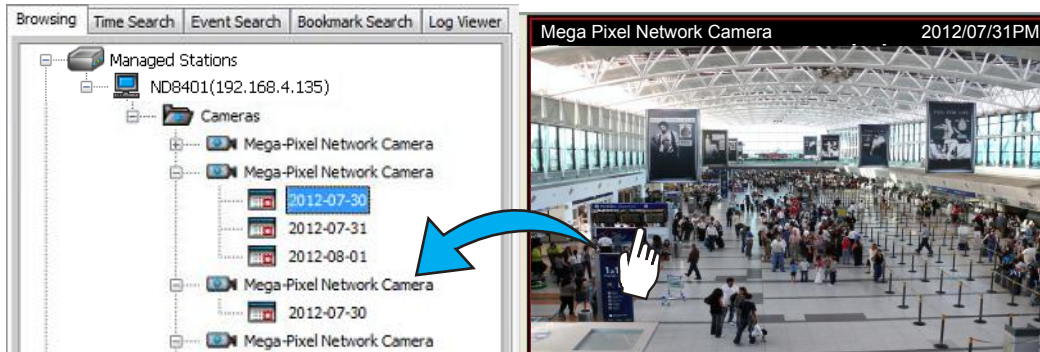 Browsing Time Search Event Search Bookmark Search Log Viewer
Managed Stations
ND8401(192.168.4.135)
Cameras
Mega-Pixel Network Camera
Mega-Pixel Network Camera
2012-07-30
2012-07-31
2012-08-01
Mega-Pixel Network Camera
2012-07-30
Mega-Pixel Network Camera
Mega Pixel Network Camera 2012/07/31PM